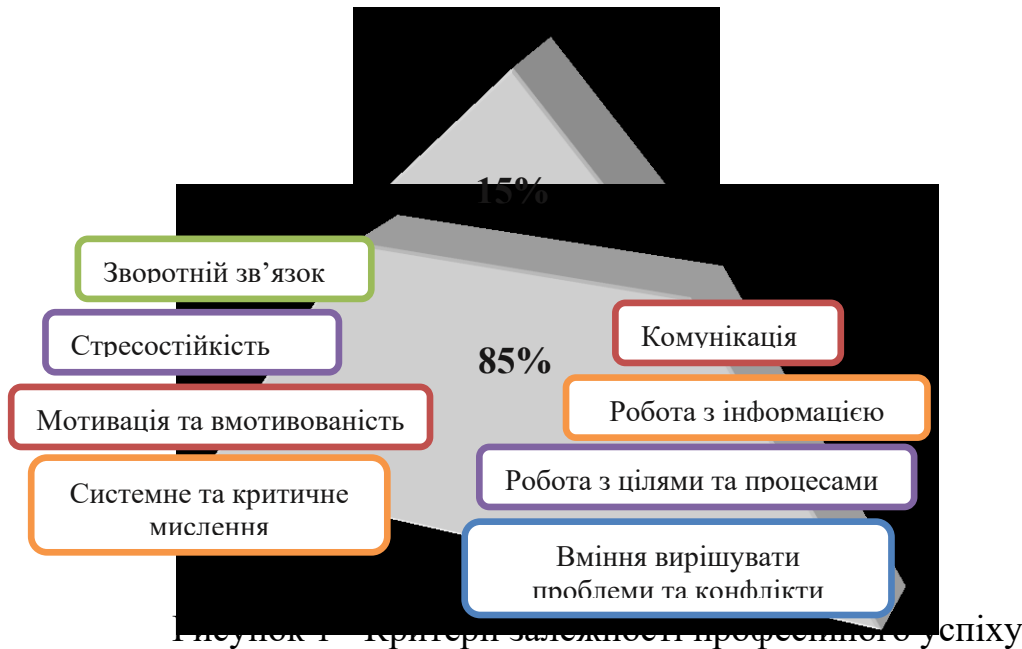 15%
Зворотній зв’язок
Стресостійкість
85%
Комунікація
Мотивація та вмотивованість
Робота з інформацією
Системне та критичне
мислення
Робота з цілями та процесами
Вміння вирішувати
проблеми та конфлікти
Рисунок 1 Критерії залежності професійного успіху